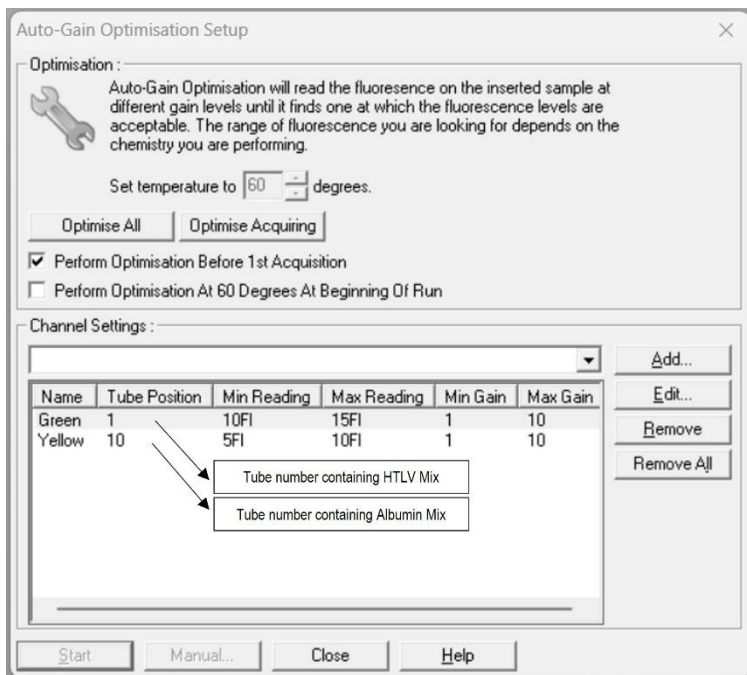 Auto-Gain Optimisation Setup
Optimisation :
Auto-Gain Optimisation will read the fluoresence on the inserted sample at
different gain levels until it finds one at which the fluorescence levels are
acceptable. The range of fluorescence you are looking for depends on the
chemistry you are performing.
Set temperature to 60 degrees.
Optimise All Optimise Acquiring
Perform Optimisation Before 1st Acquisition
Perform Optimisation At 60 Degrees At Beginning Of Run
Channel Settings :
Add...
Name Tube Position Min Reading Max Reading Min Gain Max Gain
Edit...
Green 1 10Fl 15Fl 1 10
Remove
Yellow 10 5Fl 10Fl 1 10
Remove All
Tube number containing HTLV Mix
Tube number containing Albumin Mix
Start Manual... Close Help